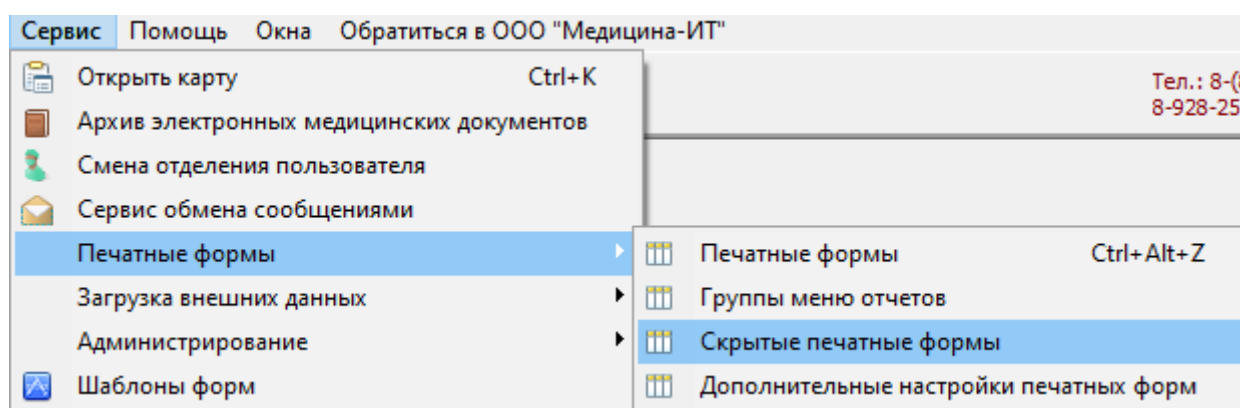 Сервис Помощь Окна Обратиться в ООО "Медицина-ИТ"
Открыть карту Ctrl+K
Тел.: 8-(8
8-928-25
Архив электронных медицинских документов
Смена отделения пользователя
Сервис обмена сообщениями
Печатные формы
Загрузка внешних данных
Администрирование
Шаблоны форм
Печатные формы Ctrl+Alt+Z
Группы меню отчетов
Скрытые печатные формы
Дополнительные настройки печатных форм